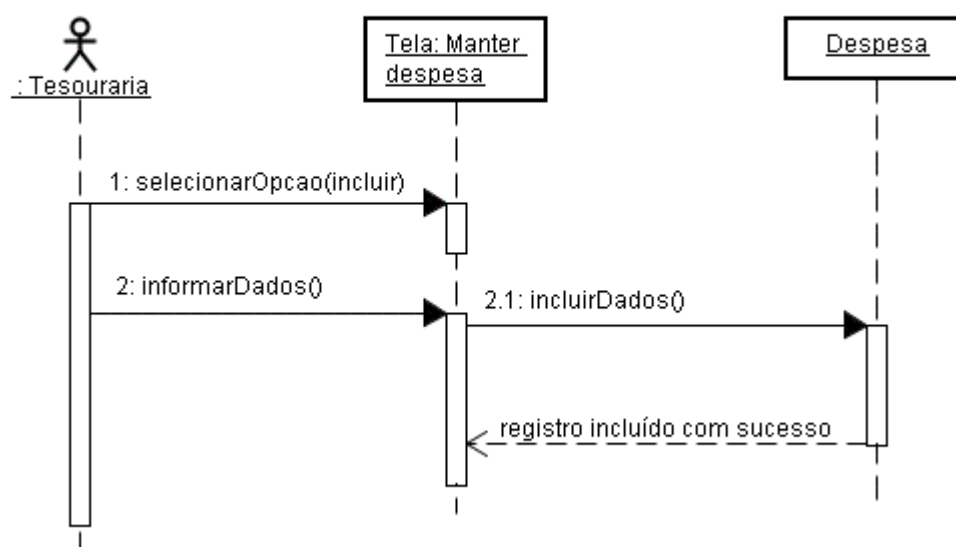 : Tesouraria
Tela: Manter
despesa
Despesa
1: selecionarOpcao(incluir)
2: informarDados()
2.1: incluirDados()
registro incluído com sucesso